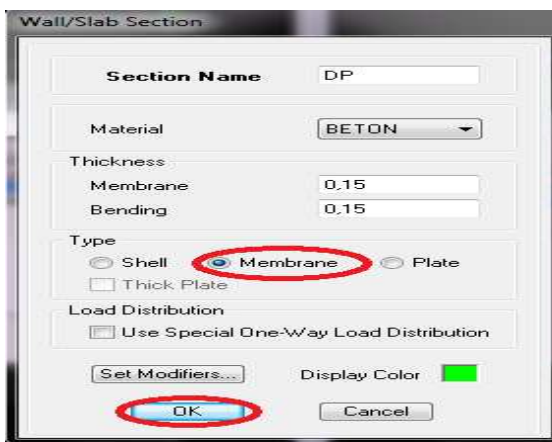 Wall/Slab Section
Section Name DP
Material BETON
Thickness
Membrane 0,15
Bending 0,15
Type
Shell Membrane Plate
Thick Plate
Load Distribution
Use Special One-Way Load Distribution
Set Modifiers... Display Color
OK Cancel